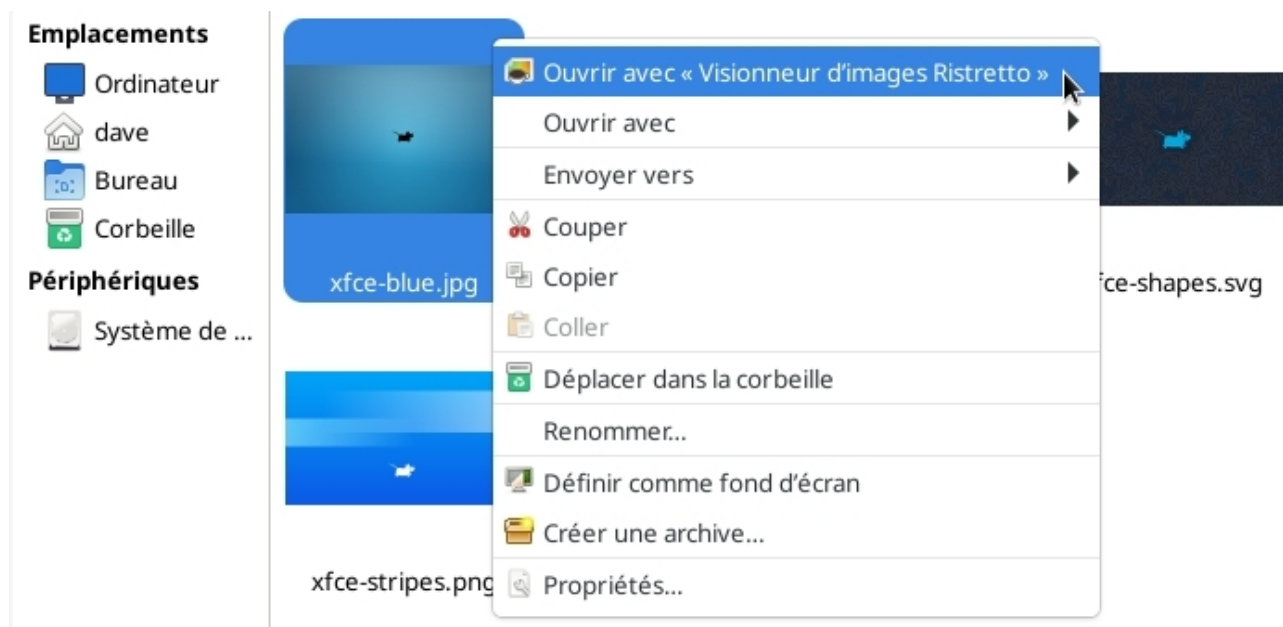 Emplacements
Ordinateur
dave
Bureau
Corbeille
Périphériques
Système de ...
xfce-blue.jpg
xfce-stripes.png
Ouvrir avec « Visionneur d’images Ristretto »
Ouvrir avec
Envoyer vers
Couper
Copier
Coller
Déplacer dans la corbeille
Renommer...
Définir comme fond d’écran
Créer une archive...
Propriétés...
fce-shapes.svg